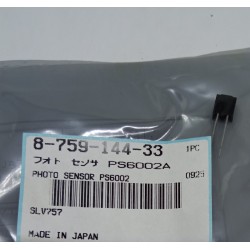 8-759-144-33 1PC
フオト センサ PS6002A
PHOTO SENSOR PS6002 0925
SLV757
MADE IN JAPAN